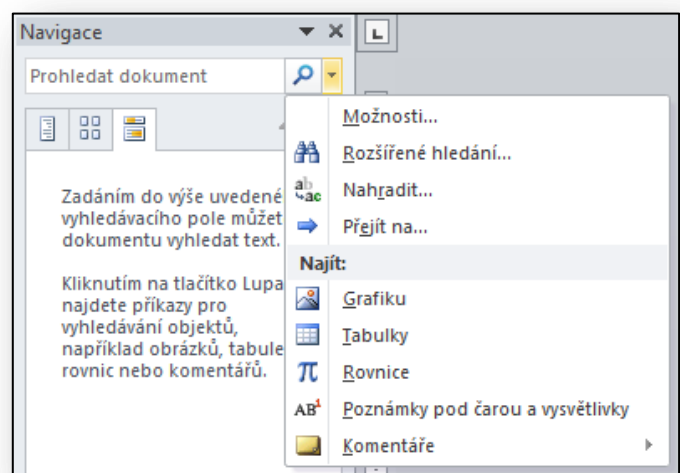 Navigace
Prohledat dokument
Možnosti...
Rozšířené hledání...
Nahradit...
Přejít na...
Najít:
Grafiku
Tabulky
Rovnice
Poznámky pod čarou a vysvětlivky
Komentáře
Zadáním do výše uvedené
vyhledávacího pole můžet
dokumentu vyhledat text.
Kliknutím na tlačítko Lupa
najdete příkazy pro
vyhledávání objektů,
například obrázků, tabule
rovnic nebo komentářů.